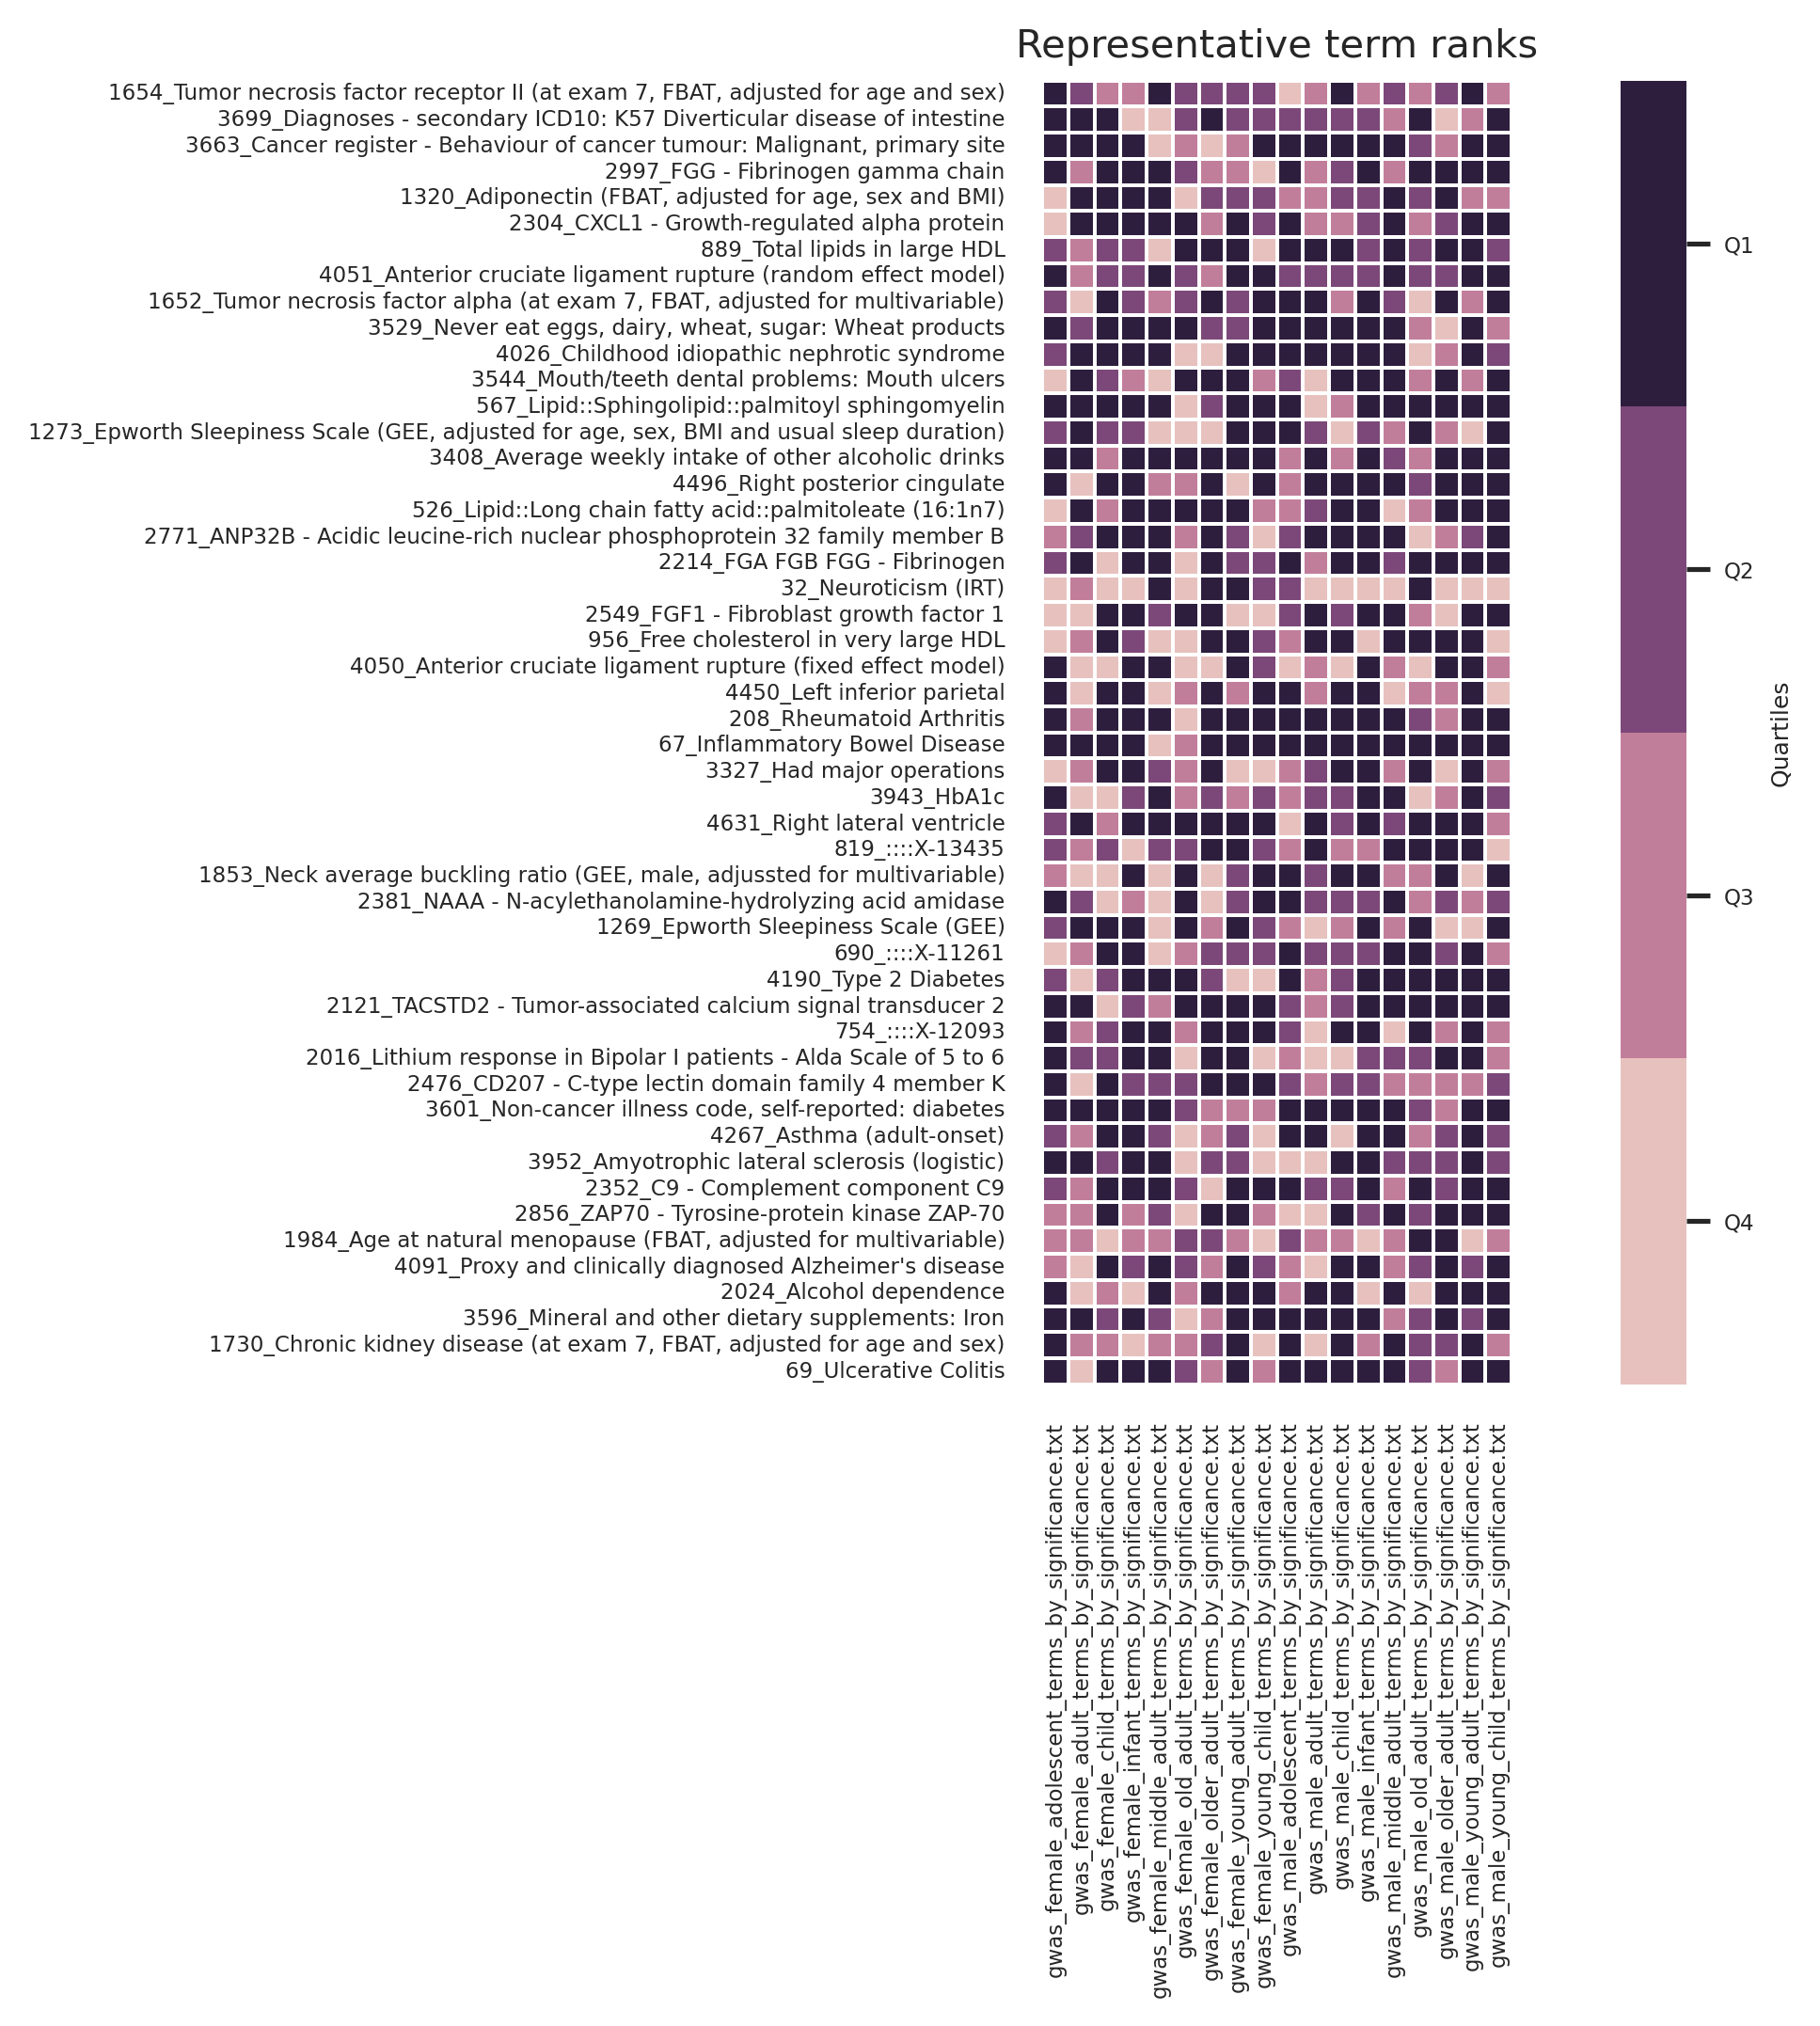 Representative term ranks
1654_Tumor necrosis factor receptor II (at exam 7, FBAT, adjusted for age and sex)
3699_Diagnoses - secondary ICD10: K57 Diverticular disease of intestine
3663_Cancer register - Behaviour of cancer tumour: Malignant, primary site
2997_FGG - Fibrinogen gamma chain
1320_Adiponectin (FBAT, adjusted for age, sex and BMI)
2304_CXCL1 - Growth-regulated alpha protein
889_Total lipids in large HDL
4051_Anterior cruciate ligament rupture (random effect model)
1652_Tumor necrosis factor alpha (at exam 7, FBAT, adjusted for multivariable)
3529_Never eat eggs, dairy, wheat, sugar: Wheat products
4026_Childhood idiopathic nephrotic syndrome
3544_Mouth/teeth dental problems: Mouth ulcers
567_Lipid::Sphingolipid::palmitoyl sphingomyelin
1273_Epworth Sleepiness Scale (GEE, adjusted for age, sex, BMI and usual sleep duration)
3408_Average weekly intake of other alcoholic drinks
4496_Right posterior cingulate
526_Lipid::Long chain fatty acid::palmitoleate (16:1n7)
2771_ANP32B - Acidic leucine-rich nuclear phosphoprotein 32 family member B
2214_FGA FGB FGG - Fibrinogen
32_Neuroticism (IRT)
2549_FGF1 - Fibroblast growth factor 1
956_Free cholesterol in very large HDL
4050_Anterior cruciate ligament rupture (fixed effect model)
4450_Left inferior parietal
208_Rheumatoid Arthritis
67_Inflammatory Bowel Disease
3327_Had major operations
3943_HbA1c
4631_Right lateral ventricle
819_::::X-13435
1853_Neck average buckling ratio (GEE, male, adjussted for multivariable)
2381_NAAA - N-acylethanolamine-hydrolyzing acid amidase
1269_Epworth Sleepiness Scale (GEE)
690_::::X-11261
4190_Type 2 Diabetes
2121_TACSTD2 - Tumor-associated calcium signal transducer 2
754_::::X-12093
2016_Lithium response in Bipolar I patients - Alda Scale of 5 to 6
2476_CD207 - C-type lectin domain family 4 member K
3601_Non-cancer illness code, self-reported: diabetes
4267_Asthma (adult-onset)
3952_Amyotrophic lateral sclerosis (logistic)
2352_C9 - Complement component C9
2856_ZAP70 - Tyrosine-protein kinase ZAP-70
1984_Age at natural menopause (FBAT, adjusted for multivariable)
4091_Proxy and clinically diagnosed Alzheimer's disease
2024_Alcohol dependence
3596_Mineral and other dietary supplements: Iron
1730_Chronic kidney disease (at exam 7, FBAT, adjusted for age and sex)
69_Ulcerative Colitis
gwas_female_adolescent_terms_by_significance.txt
gwas_female_adult_terms_by_significance.txt
gwas_female_child_terms_by_significance.txt
gwas_female_infant_terms_by_significance.txt
gwas_female_middle_adult_terms_by_significance.txt
gwas_female_old_adult_terms_by_significance.txt
gwas_female_older_adult_terms_by_significance.txt
gwas_female_young_adult_terms_by_significance.txt
gwas_female_young_child_terms_by_significance.txt
gwas_male_adolescent_terms_by_significance.txt
gwas_male_adult_terms_by_significance.txt
gwas_male_child_terms_by_significance.txt
gwas_male_infant_terms_by_significance.txt
gwas_male_middle_adult_terms_by_significance.txt
gwas_male_old_adult_terms_by_significance.txt
gwas_male_older_adult_terms_by_significance.txt
gwas_male_young_adult_terms_by_significance.txt
gwas_male_young_child_terms_by_significance.txt
Q1
Q2
Q3
Q4
Quartiles